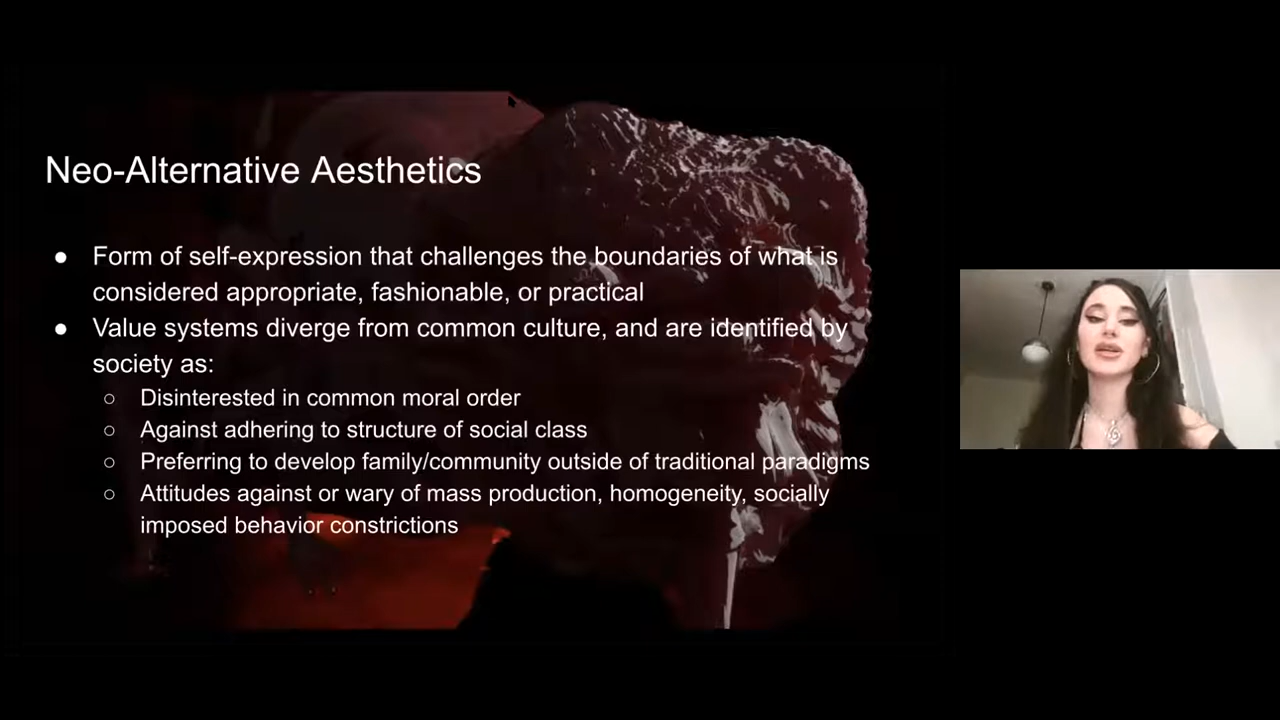 Neo-Alternative Aesthetics
● Form of self-expression that challenges the boundaries of what is
considered appropriate, fashionable, or practical
● Value systems diverge from common culture, and are identified by
society as:
○ Disinterested in common moral order
○ Against adhering to structure of social class
○ Preferring to develop family/community outside of traditional paradigms
○ Attitudes against or wary of mass production, homogeneity, socially
imposed behavior constrictions